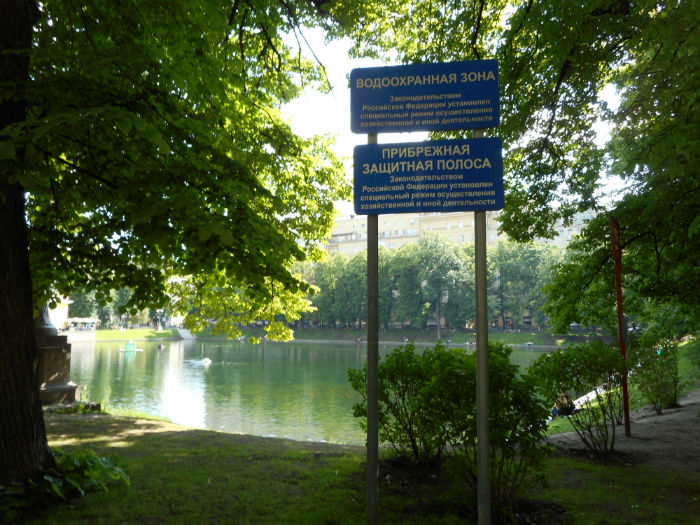 ВОДООХРАННАЯ ЗОНА
Законодательством
Российской Федерации установлен
специальный режим осуществления
хозяйственной и иной деятельности
ПРИБРЕЖНАЯ
ЗАЩИТНАЯ ПОЛОСА
Законодательством
Российской Федерации установлен
специальный режим осуществления
хозяйственной и иной деятельности